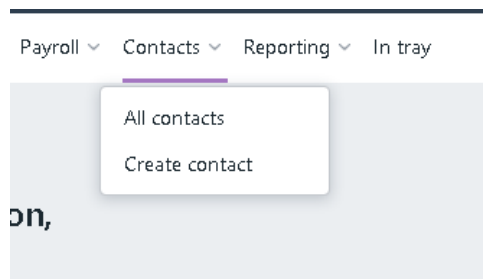 Payroll Contacts Reporting In tray
All contacts
Create contact
on,